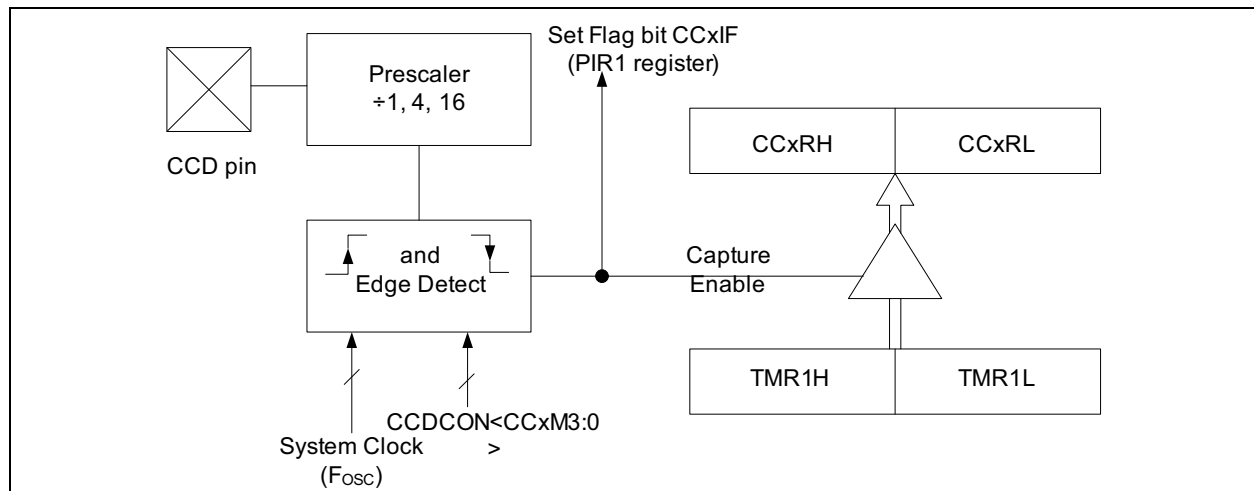 Set Flag bit CCxIF
(PIR1 register)
Prescaler
÷1, 4, 16
CCD pin
CCxRH
CCxRL
and
Edge Detect
Capture
Enable
TMR1H
TMR1L
CCDCON<CCxM3:0
>
System Clock
(FOSC)